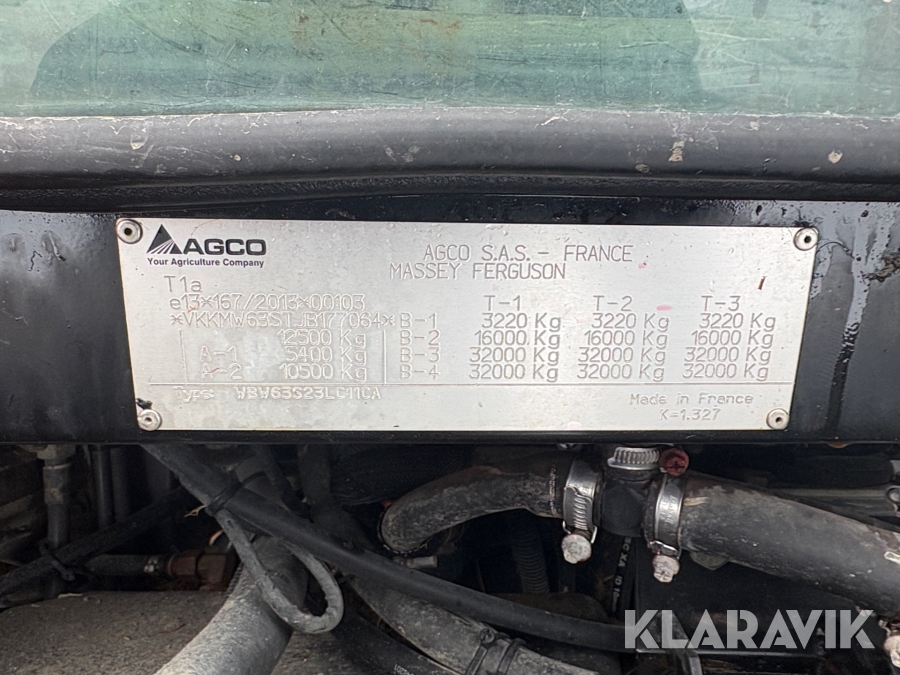 AGCO
Your Agriculture Company
AGCO S.A.S. - FRANCE
MASSEY FERGUSON
T1a
e13*167/2013*00103
*VKKMW63STJB177064*
12500 Kg
A-1 5400 Kg
A-2 10500 Kg
T-1 T-2 T-3
B-1 3220 Kg 3220 Kg 3220 Kg
B-2 16000 Kg 16000 Kg 16000 Kg
B-3 32000 Kg 32000 Kg 32000 Kg
B-4 32000 Kg 32000 Kg 32000 Kg
Type: WBW63S23LC11CA
Made in France
K=1.327
KLARAVIK